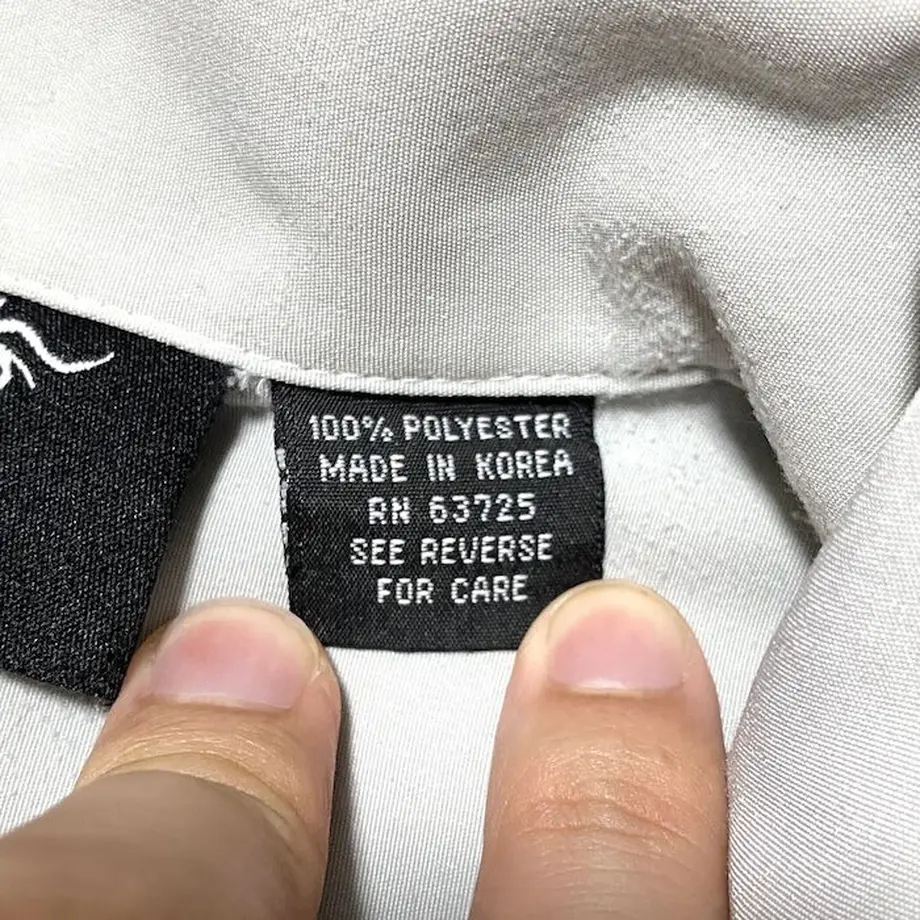 100% POLYESTER
MADE IN KOREA
RN 63725
SEE REVERSE
FOR CARE